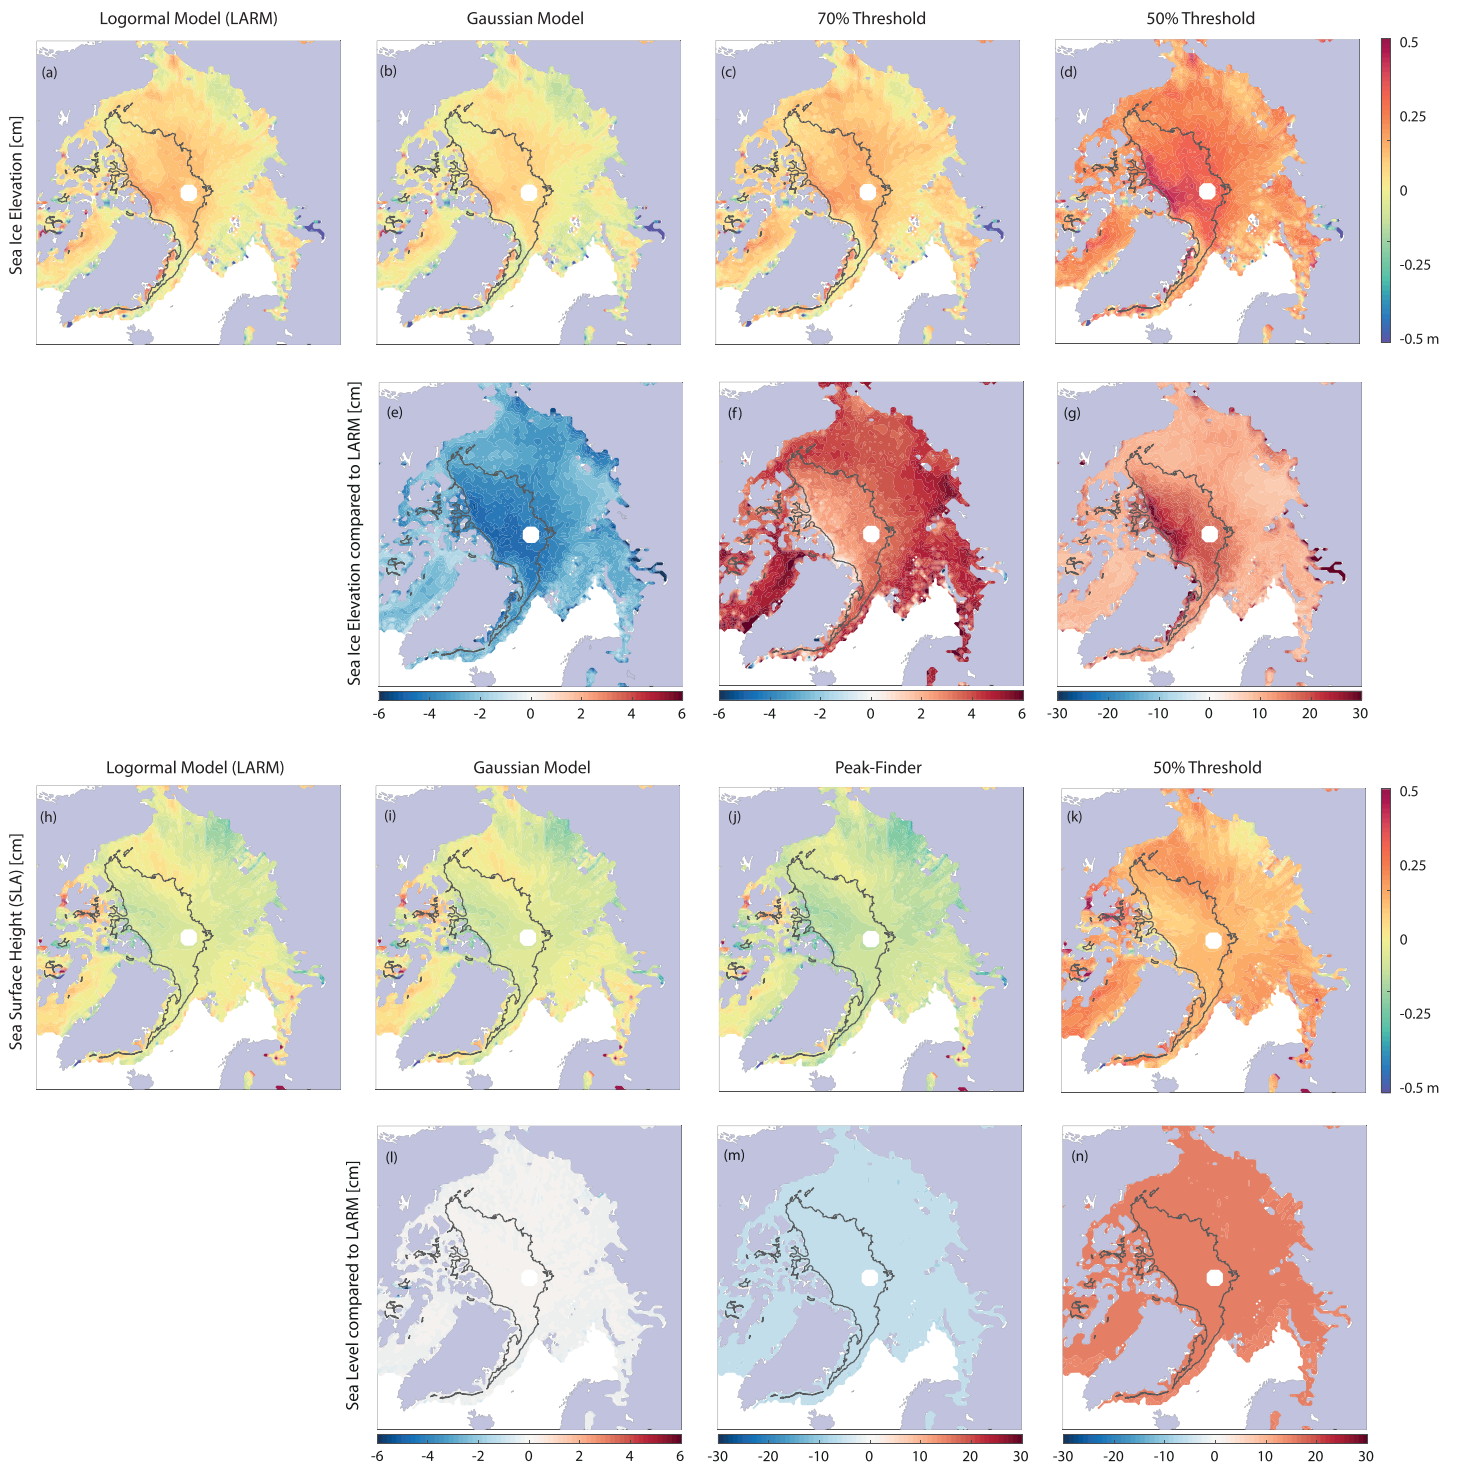 Logormal Model (LARM)
Gaussian Model
70% Threshold
50% Threshold
Sea Ice Elevation [cm]
(a)
(b)
(c)
(d)
0.5
0.25
0
-0.25
-0.5 m
Sea Ice Elevation compared to LARM [cm]
(e)
(f)
(g)
-6 -4 -2 0 2 4 6
-6 -4 -2 0 2 4 6
-30 -20 -10 0 10 20 30
Logormal Model (LARM)
Gaussian Model
Peak-Finder
50% Threshold
Sea Surface Height (SLA) [cm]
(h)
(i)
(j)
(k)
0.5
0.25
0
-0.25
-0.5 m
Sea Level compared to LARM [cm]
(l)
(m)
(n)
-6 -4 -2 0 2 4 6
-30 -20 -10 0 10 20 30
-30 -20 -10 0 10 20 30